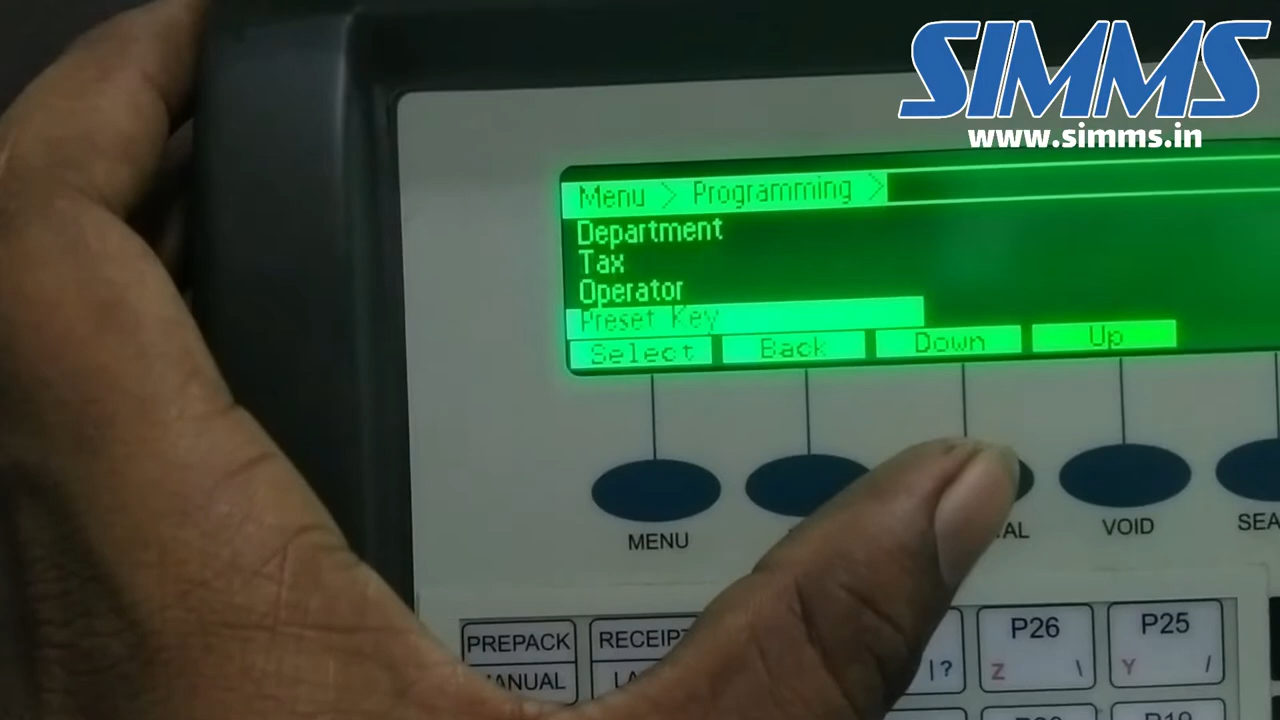 SIMMS
www.simms.in
Menu > Programming >
Department
Tax
Operator
Preset Key
Select Back Down Up
MENU VOID
PREPACK
P26 P25
|? Z \ Y /